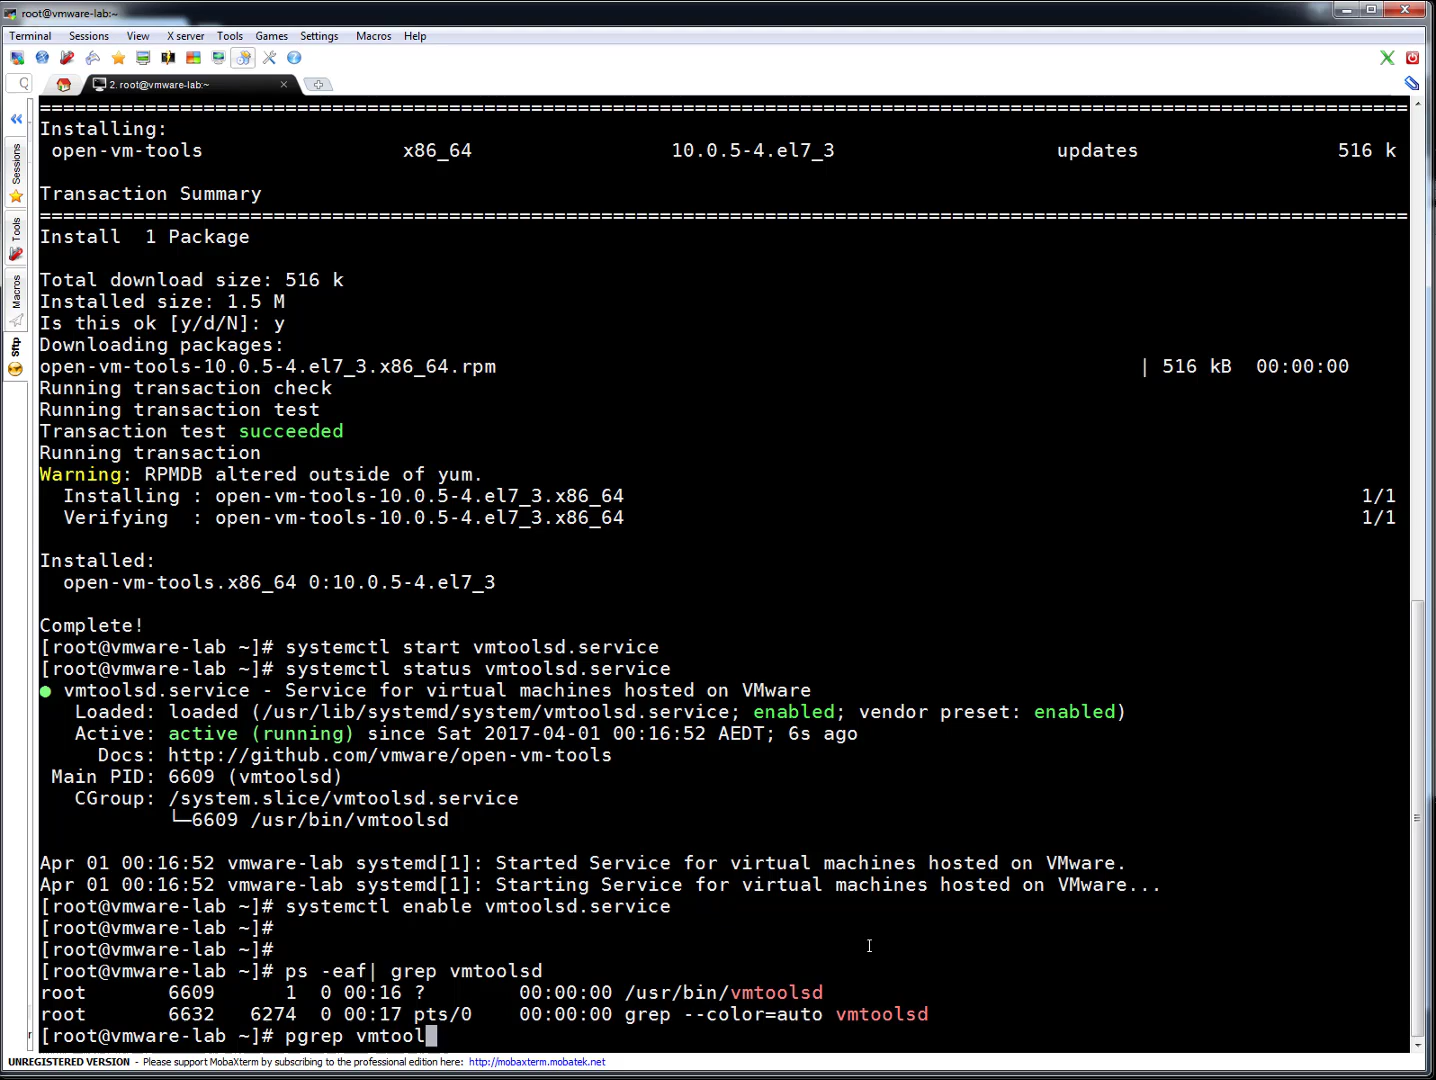 root@vmware-lab:~
Terminal Sessions View X server Tools Games Settings Macros Help
2. root@vmware-lab:~
Sessions
Tools
Macros
Sftp
================================================================================
Installing:
open-vm-tools x86_64 10.0.5-4.el7_3 updates 516 k
Transaction Summary
================================================================================
Install 1 Package
Total download size: 516 k
Installed size: 1.5 M
Is this ok [y/d/N]: y
Downloading packages:
open-vm-tools-10.0.5-4.el7_3.x86_64.rpm | 516 kB 00:00:00
Running transaction check
Running transaction test
Transaction test succeeded
Running transaction
Warning: RPMDB altered outside of yum.
Installing : open-vm-tools-10.0.5-4.el7_3.x86_64 1/1
Verifying : open-vm-tools-10.0.5-4.el7_3.x86_64 1/1
Installed:
open-vm-tools.x86_64 0:10.0.5-4.el7_3
Complete!
[root@vmware-lab ~]# systemctl start vmtoolsd.service
[root@vmware-lab ~]# systemctl status vmtoolsd.service
● vmtoolsd.service - Service for virtual machines hosted on VMware
Loaded: loaded (/usr/lib/systemd/system/vmtoolsd.service; enabled; vendor preset: enabled)
Active: active (running) since Sat 2017-04-01 00:16:52 AEDT; 6s ago
Docs: http://github.com/vmware/open-vm-tools
Main PID: 6609 (vmtoolsd)
CGroup: /system.slice/vmtoolsd.service
└─6609 /usr/bin/vmtoolsd
Apr 01 00:16:52 vmware-lab systemd[1]: Started Service for virtual machines hosted on VMware.
Apr 01 00:16:52 vmware-lab systemd[1]: Starting Service for virtual machines hosted on VMware...
[root@vmware-lab ~]# systemctl enable vmtoolsd.service
[root@vmware-lab ~]#
[root@vmware-lab ~]#
[root@vmware-lab ~]# ps -eaf| grep vmtoolsd
root 6609 1 0 00:16 ? 00:00:00 /usr/bin/vmtoolsd
root 6632 6274 0 00:17 pts/0 00:00:00 grep --color=auto vmtoolsd
[root@vmware-lab ~]# pgrep vmtool
UNREGISTERED VERSION - Please support MobaXterm by subscribing to the professional edition here: http://mobaxterm.mobatek.net